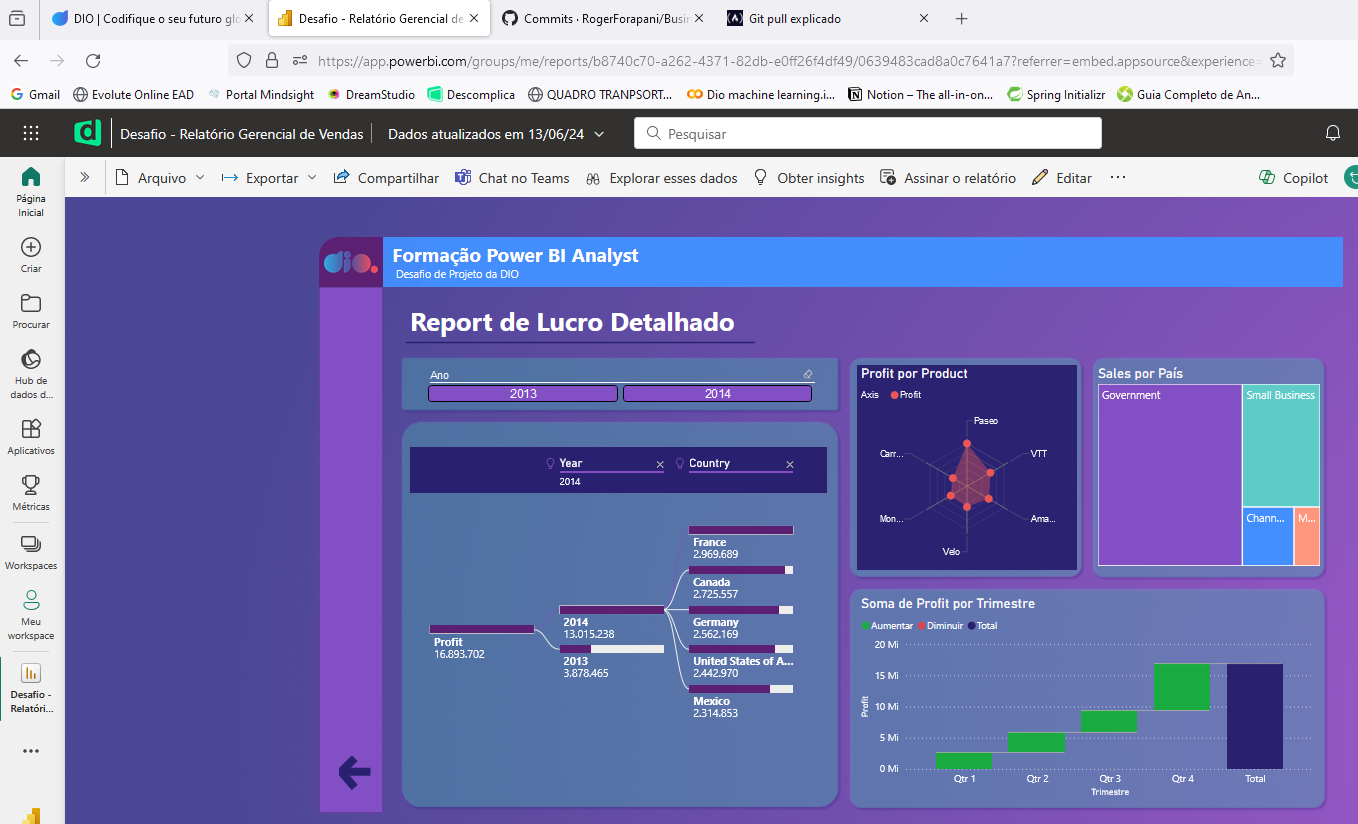 DIO | Codifique o seu futuro glo
Desafio - Relatório Gerencial de
Commits · RogerForapani/Busin
Git pull explicado
https://app.powerbi.com/groups/me/reports/b8740c70-a262-4371-82db-e0ff26f4df49/0639483cad8a0c7641a7?referrer=embed.appsource&experience=
Gmail
Evolute Online EAD
Portal Mindsight
DreamStudio
Descomplica
QUADRO TRANPSORT...
Dio machine learning.i...
Notion – The all-in-on...
Spring Initializr
Guia Completo de An...
Desafio - Relatório Gerencial de Vendas
Dados atualizados em 13/06/24
Pesquisar
Arquivo
Exportar
Compartilhar
Chat no Teams
Explorar esses dados
Obter insights
Assinar o relatório
Editar
Copilot
Página
Inicial
Criar
Procurar
Hub de
dados d...
Aplicativos
Métricas
Workspaces
Meu
workspace
Desafio -
Relatóri...
dio.
Formação Power BI Analyst
Desafio de Projeto da DIO
Report de Lucro Detalhado
Ano
2013
2014
Year
2014
Country
Profit
16.893.702
2014
13.015.238
2013
3.878.465
France
2.969.689
Canada
2.725.557
Germany
2.562.169
United States of A...
2.442.970
Mexico
2.314.853
Profit por Product
Axis
Profit
Paseo
VTT
Ama...
Velo
Mon...
Carr...
Sales por País
Government
Small Business
Chann...
M...
Soma de Profit por Trimestre
Aumentar
Diminuir
Total
Profit
20 Mi
15 Mi
10 Mi
5 Mi
0 Mi
Qtr 1
Qtr 2
Qtr 3
Qtr 4
Total
Trimestre